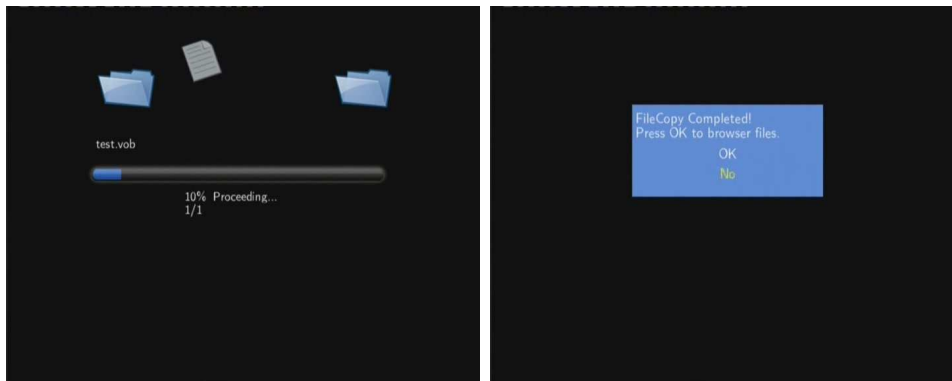 test.vob
10% Proceeding...
1/1
FileCopy Completed!
Press OK to browser files.
OK
No